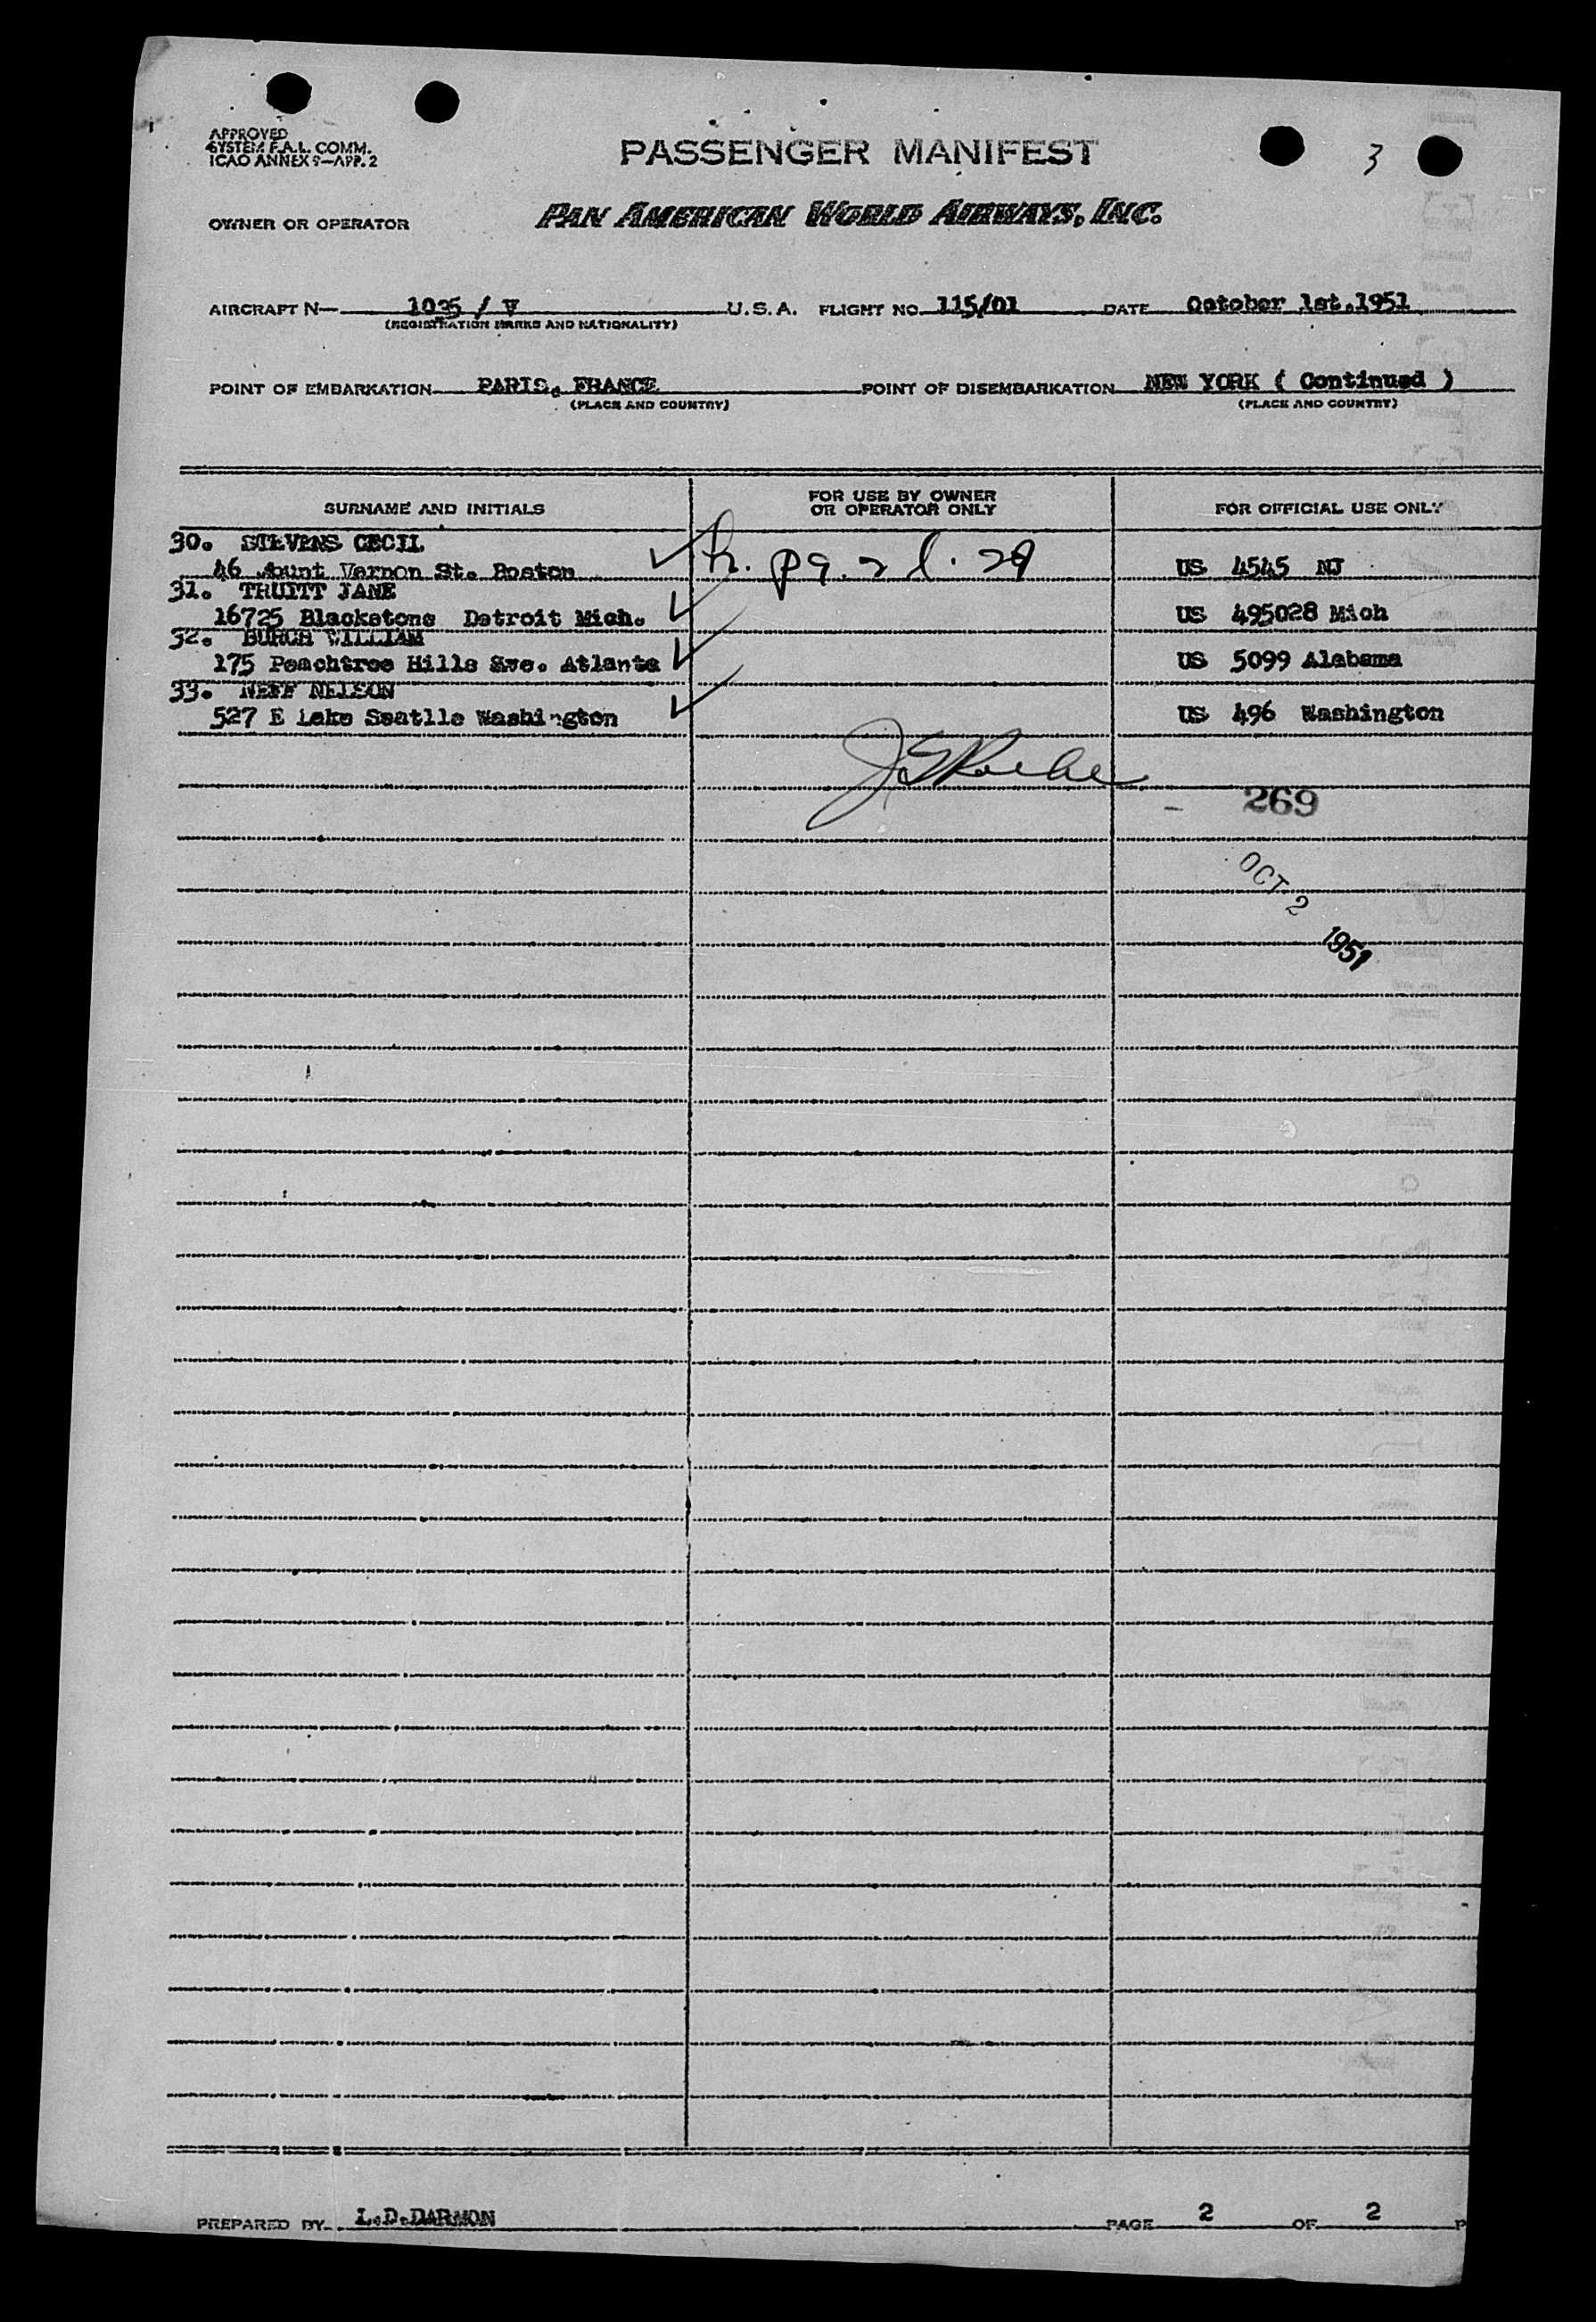 APPROVED
SYSTEM F.A.L. COMM.
ICAO ANNEX 9-APP. 2
PASSENGER MANIFEST
3
OWNER OR OPERATOR
PAN AMERICAN WORLD AIRWAYS, INC.
AIRCRAFT N— 1035 / V U.S.A. FLIGHT NO. 115/01 DATE October 1st.1951
(REGISTRATION MARKS AND NATIONALITY)
POINT OF EMBARKATION PARIS. FRANCE POINT OF DISEMBARKATION NEW YORK ( Continued )
(PLACE AND COUNTRY) (PLACE AND COUNTRY)
SURNAME AND INITIALS FOR USE BY OWNER OR OPERATOR ONLY FOR OFFICIAL USE ONLY
30. STEVENS CECIL
46 Mount Vernon St. Boston US 4545 NJ
31. TRUITT JANE
16725 Blackstone Detroit Mich. US 495028 Mich
32. BURCH WILLIAM
175 Peachtree Hills Ave. Atlanta US 5099 Alabama
33. NEFF NELSON
527 E Lake Seatlle Washington US 496 Washington
269
OCT 2 1951
PREPARED BY L.D.DARMON PAGE 2 OF 2 P